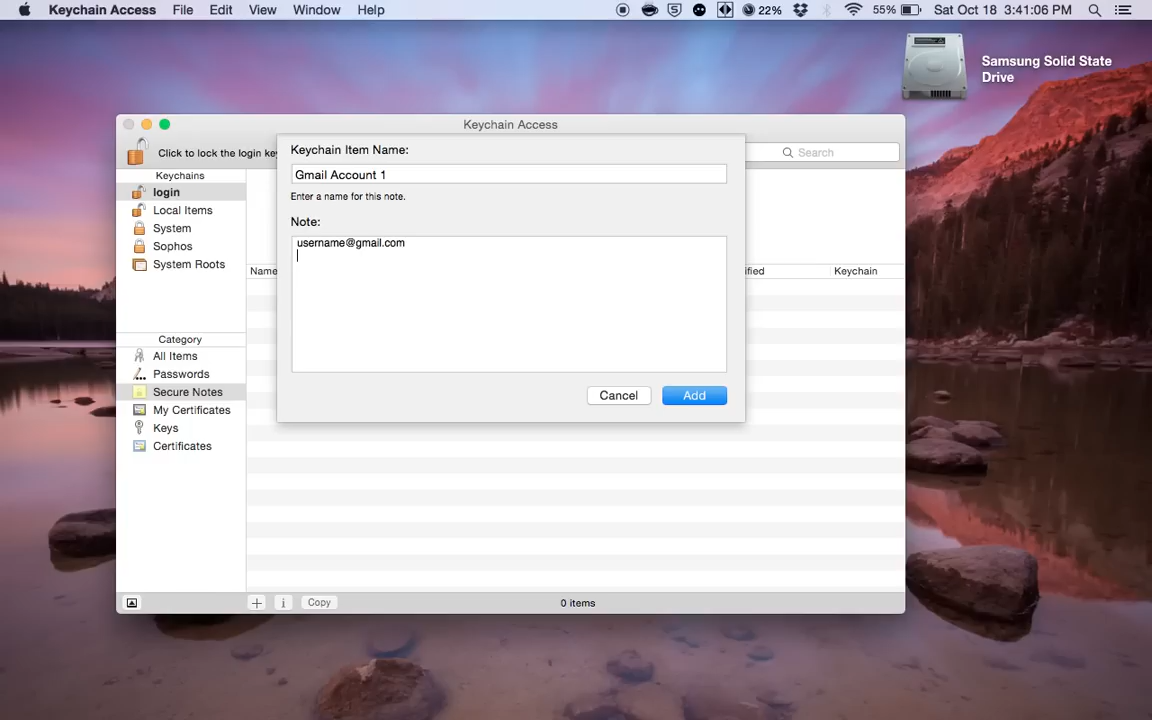 Keychain Access File Edit View Window Help 22% 55% Sat Oct 18 3:41:06 PM
Samsung Solid State
Drive
Keychain Access
Click to lock the login ke
Search
Keychains
login
Local Items
System
Sophos
System Roots
Category
All Items
Passwords
Secure Notes
My Certificates
Keys
Certificates
Keychain Item Name:
Gmail Account 1
Enter a name for this note.
Note:
username@gmail.com
Cancel Add
Name
ified
Keychain
Copy
0 items